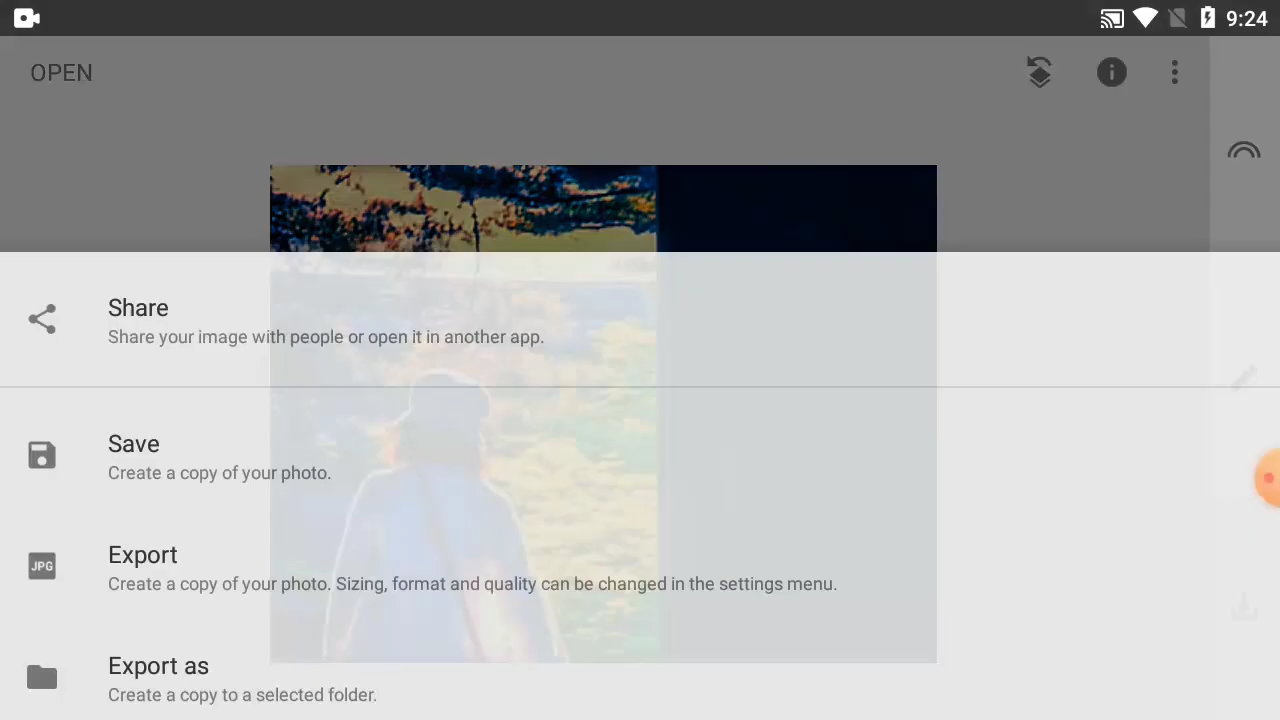 9:24
OPEN
Share
Share your image with people or open it in another app.
Save
Create a copy of your photo.
JPG
Export
Create a copy of your photo. Sizing, format and quality can be changed in the settings menu.
Export as
Create a copy to a selected folder.